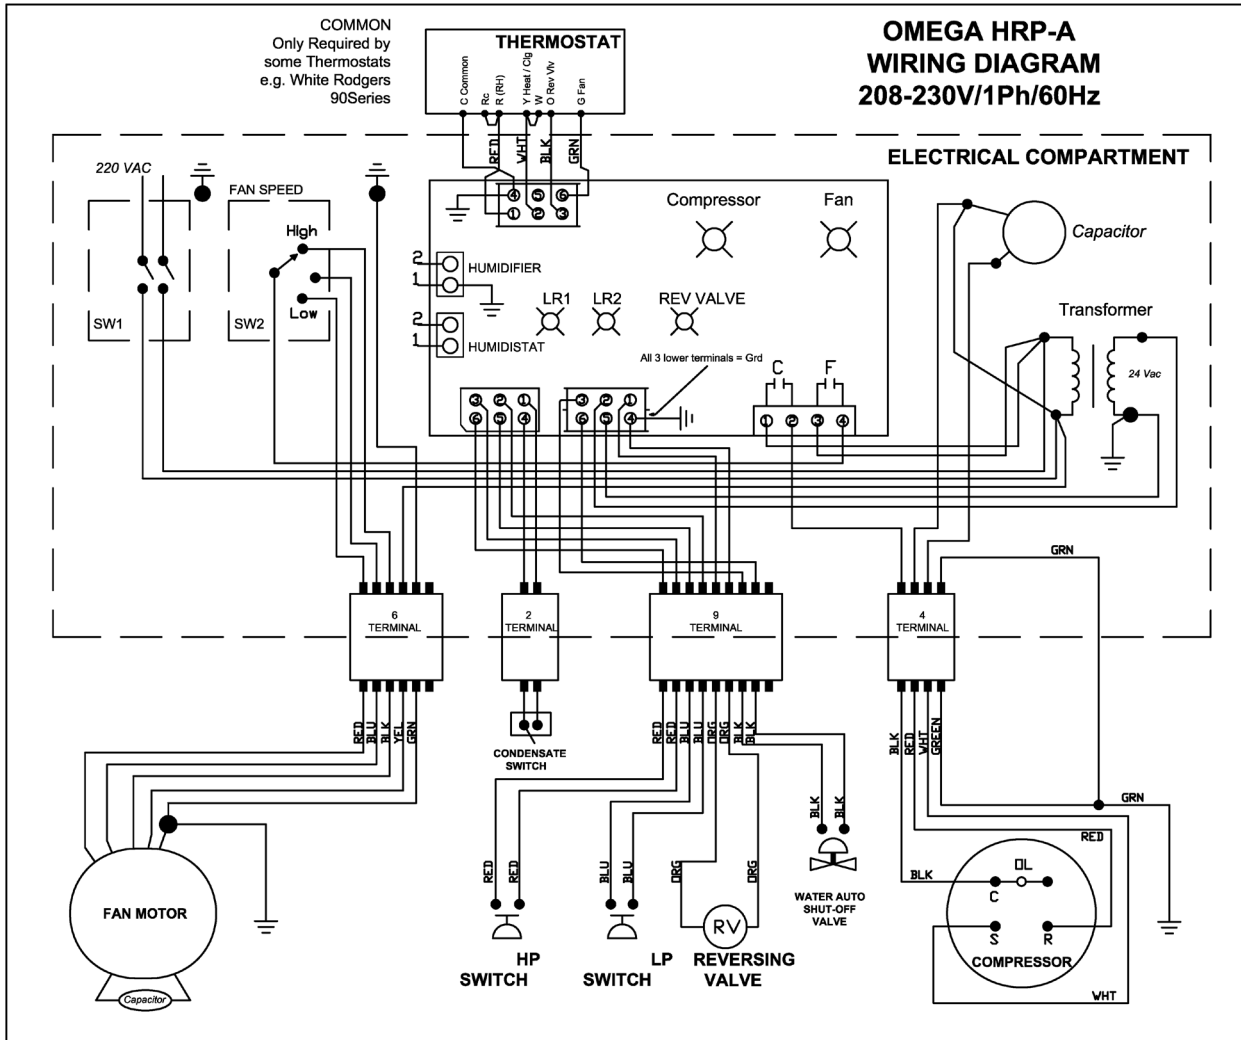 COMMON
Only Required by
some Thermostats
e.g. White Rodgers
90Series
THERMOSTAT
C Common
Rc
R (RH)
Y Heat / Clg
W
O Rev Vlv
G Fan
OMEGA HRP-A
WIRING DIAGRAM
208-230V/1Ph/60Hz
RED
WHT
BLK
GRN
ELECTRICAL COMPARTMENT
220 VAC
FAN SPEED
High
Low
SW1
SW2
4 5 6
1 2 3
Compressor
Fan
Capacitor
2
1
HUMIDIFIER
2
1
HUMIDISTAT
LR1
LR2
REV VALVE
Transformer
24 Vac
All 3 lower terminals = Grd
C
F
3 2 1
6 5 4
3 2 1
6 5 4
1 2 3 4
GRN
6
TERMINAL
2
TERMINAL
9
TERMINAL
4
TERMINAL
RED
BLU
BLK
YEL
GRN
CONDENSATE
SWITCH
RED
RED
BLU
BLU
ORG
ORG
BLK
BLK
BLK
RED
WHT
GREEN
GRN
RED
BLK
BLK
BLK
WATER AUTO
SHUT-OFF
VALVE
RED
RED
BLU
BLU
ORG
ORG
FAN MOTOR
Capacitor
HP
SWITCH
LP
SWITCH
RV
REVERSING
VALVE
OL
C
S
R
COMPRESSOR
WHT